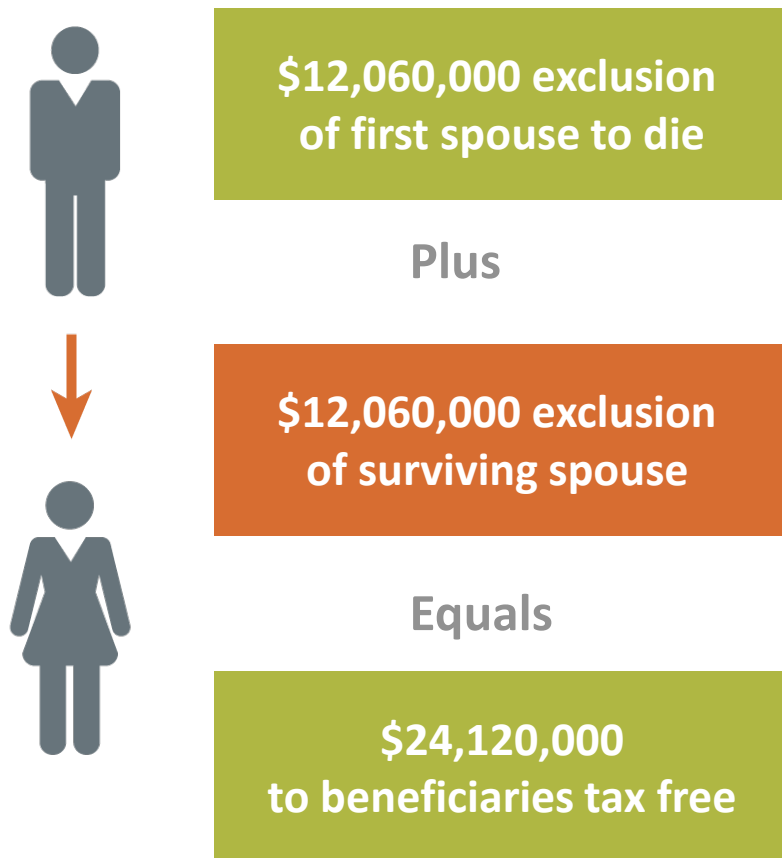 $12,060,000 exclusion
of first spouse to die
Plus
$12,060,000 exclusion
of surviving spouse
Equals
$24,120,000
to beneficiaries tax free